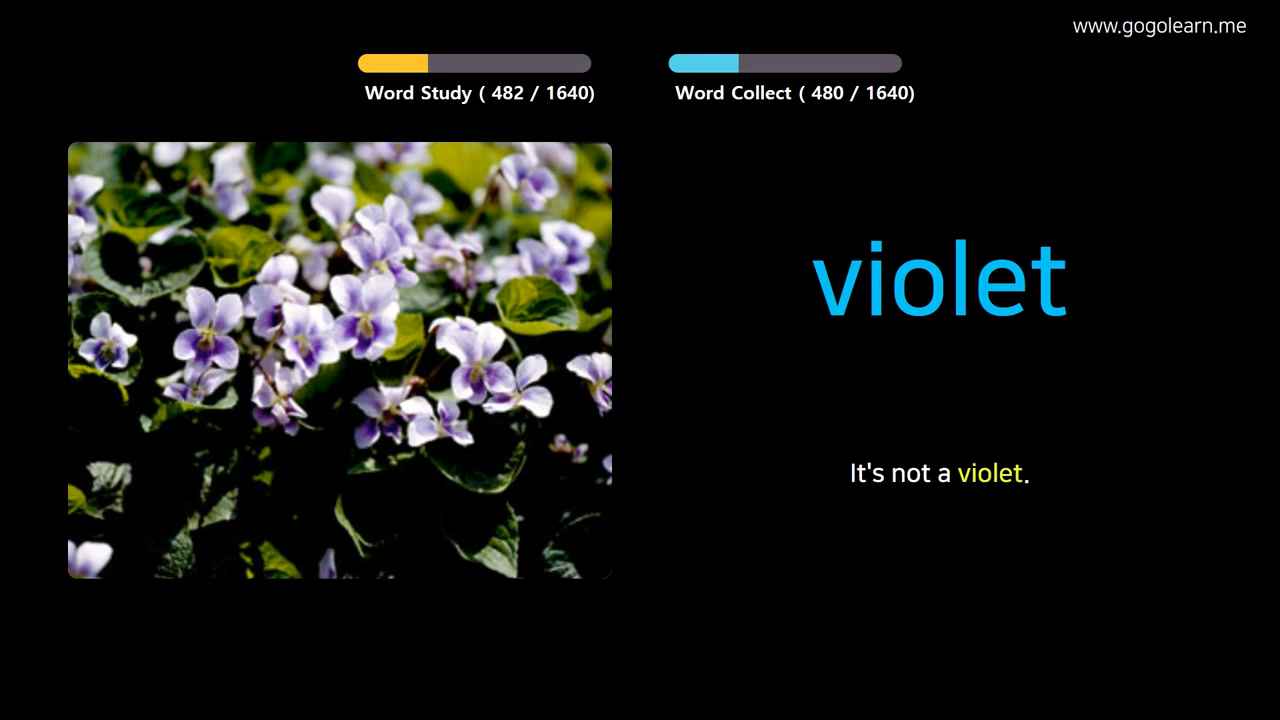 www.gogolearn.me
Word Study ( 482 / 1640)
Word Collect ( 480 / 1640)
violet
It's not a violet.